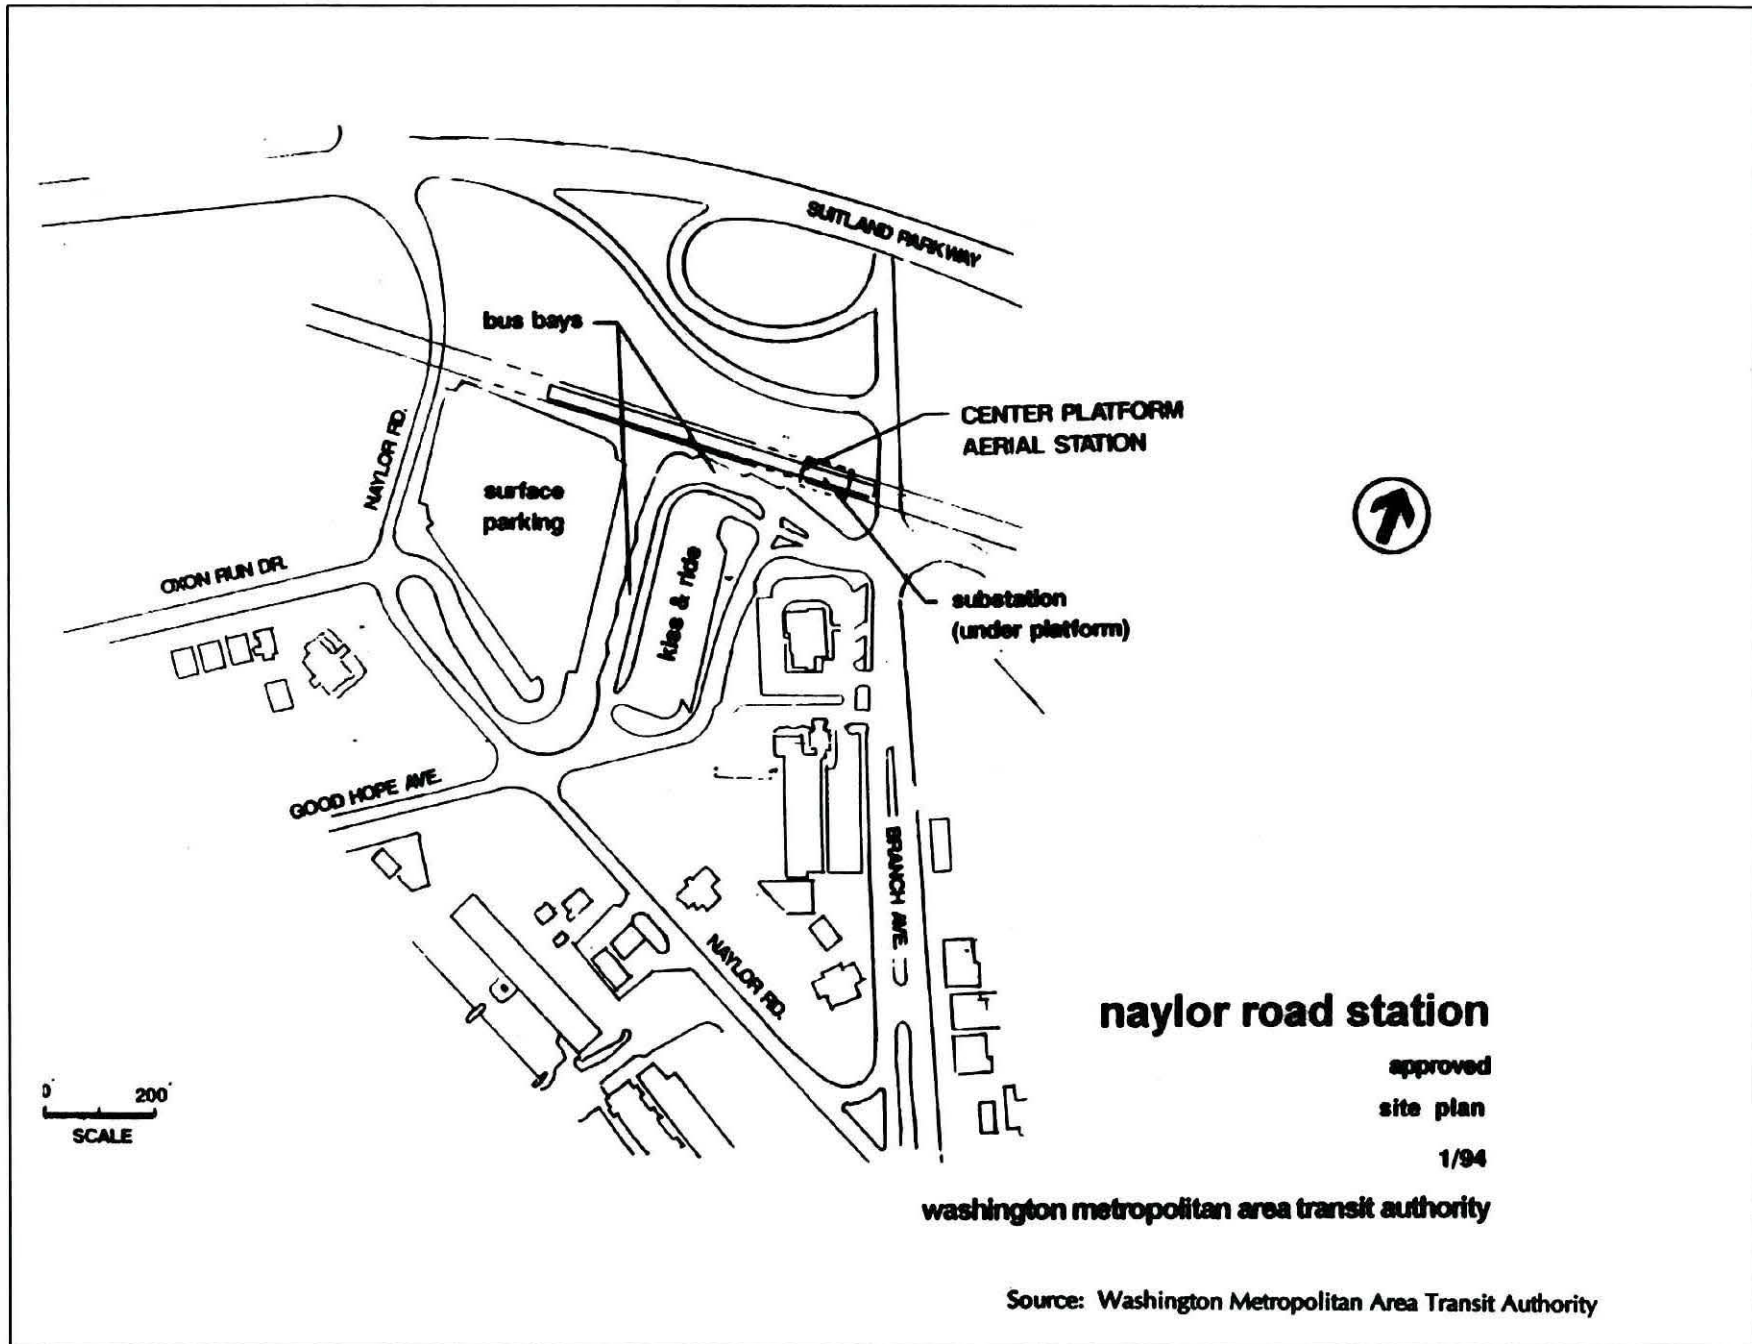 SUITLAND PARKWAY
bus bays
CENTER PLATFORM
AERIAL STATION
NAYLOR RD.
surface
parking
kiss & ride
OXON RUN DR.
substation
(under platform)
GOOD HOPE AVE.
BRANCH AVE.
NAYLOR RD.
naylor road station
approved
site plan
1/94
washington metropolitan area transit authority
0' 200'
SCALE
Source: Washington Metropolitan Area Transit Authority